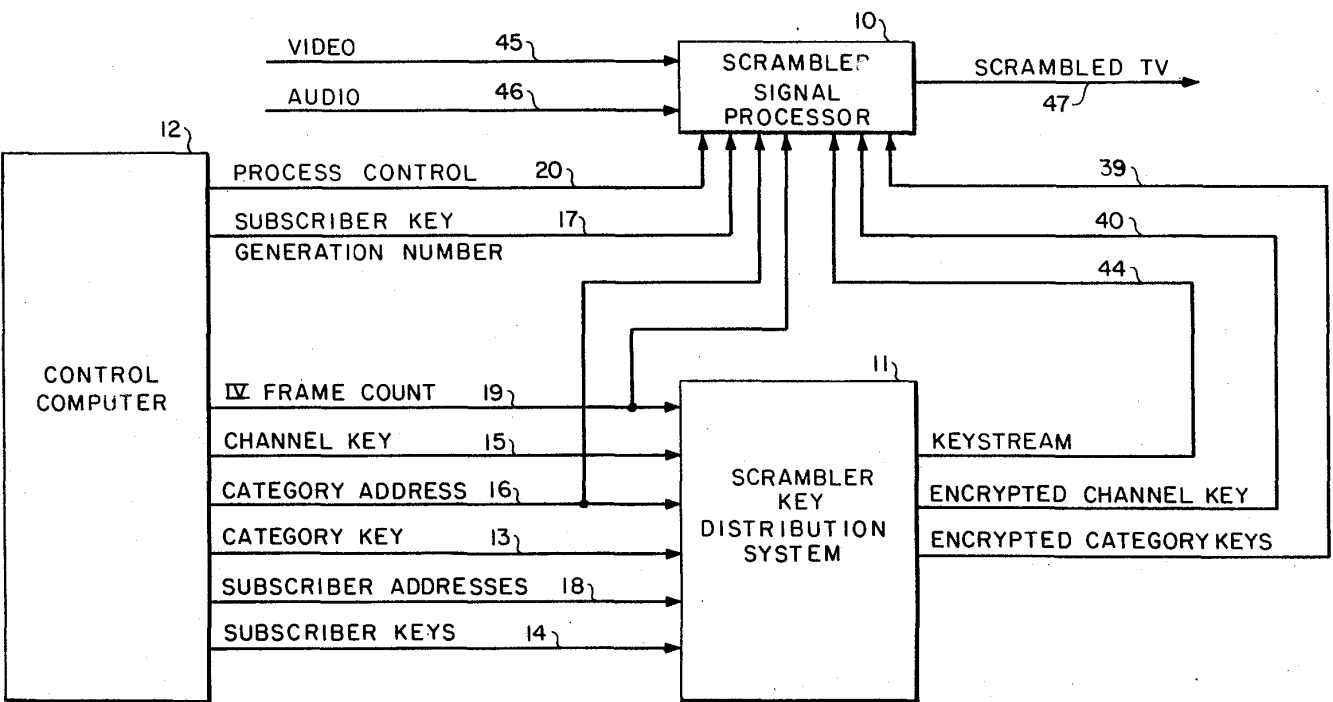 10
VIDEO 45
SCRAMBLER
SIGNAL
PROCESSOR
SCRAMBLED TV
47
AUDIO 46
12
PROCESS CONTROL 20
39
SUBSCRIBER KEY 17
GENERATION NUMBER
40
44
CONTROL
COMPUTER
11
IV FRAME COUNT 19
CHANNEL KEY 15
KEYSTREAM
CATEGORY ADDRESS 16
SCRAMBLER
KEY
DISTRIBUTION
SYSTEM
ENCRYPTED CHANNEL KEY
CATEGORY KEY 13
ENCRYPTED CATEGORY KEYS
SUBSCRIBER ADDRESSES 18
SUBSCRIBER KEYS 14